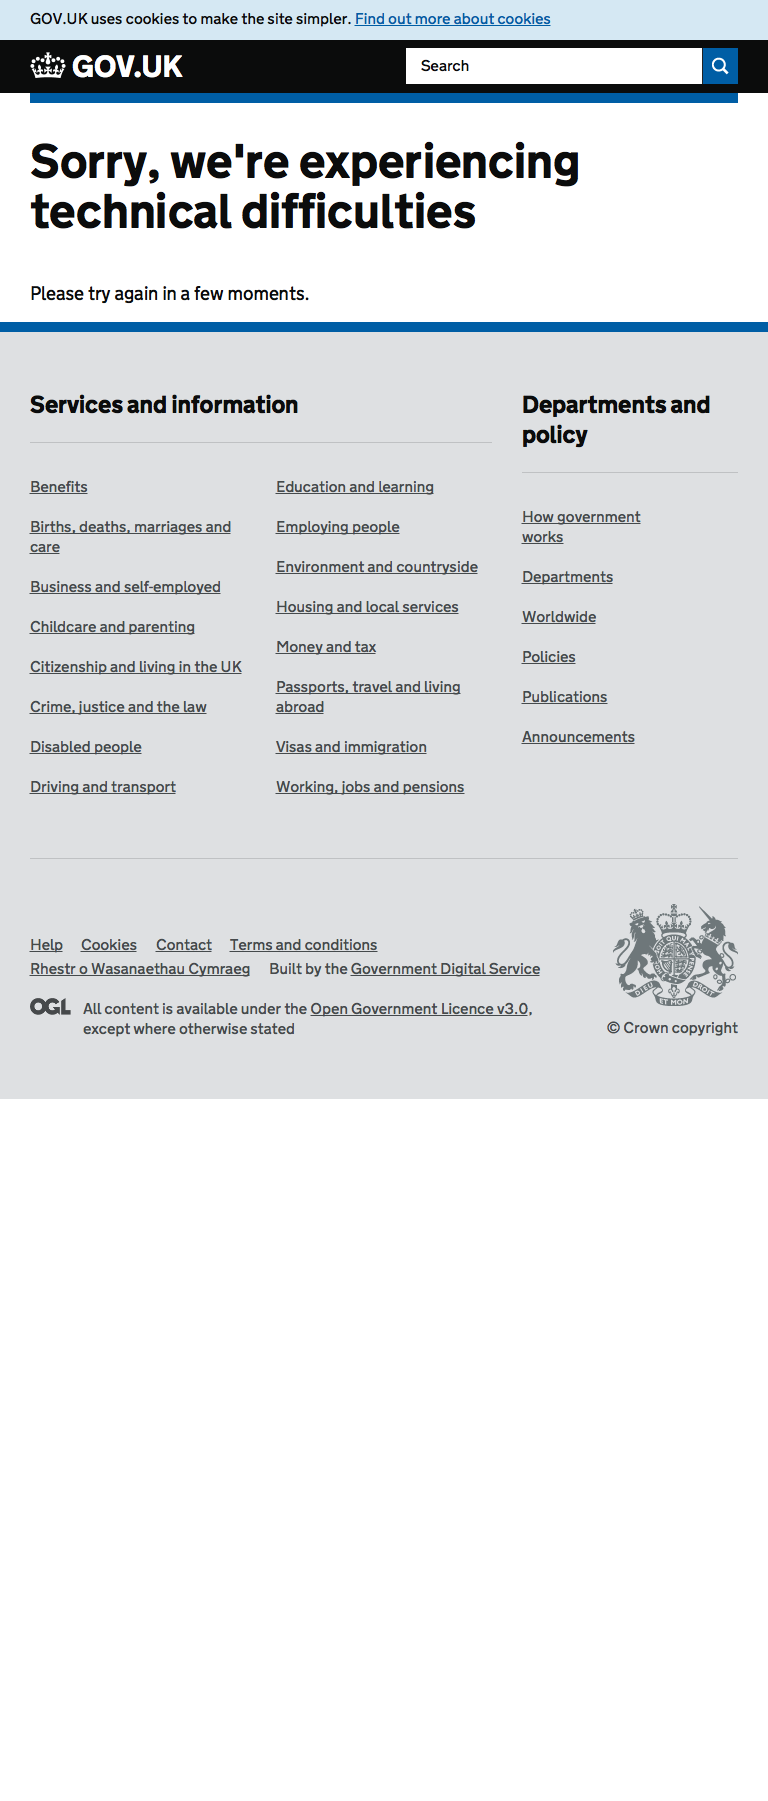 GOV.UK uses cookies to make the site simpler. Find out more about cookies
GOV.UK
Search
Sorry, we're experiencing
technical difficulties
Please try again in a few moments.
Services and information
Benefits
Births, deaths, marriages and
care
Business and self-employed
Childcare and parenting
Citizenship and living in the UK
Crime, justice and the law
Disabled people
Driving and transport
Education and learning
Employing people
Environment and countryside
Housing and local services
Money and tax
Passports, travel and living
abroad
Visas and immigration
Working, jobs and pensions
Departments and
policy
How government
works
Departments
Worldwide
Policies
Publications
Announcements
Help Cookies Contact Terms and conditions
Rhestr o Wasanaethau Cymraeg Built by the Government Digital Service
OGL All content is available under the Open Government Licence v3.0,
except where otherwise stated
DIEU ET MON DROIT
© Crown copyright